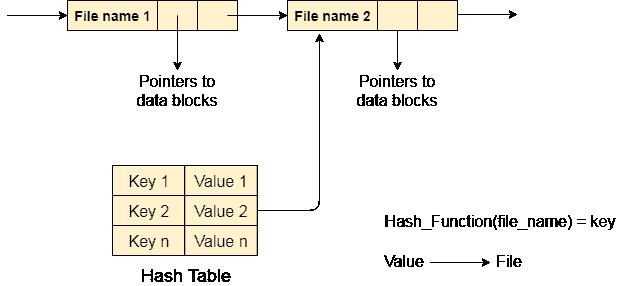 File name 1
File name 2
Pointers to
data blocks
Pointers to
data blocks
Key 1 Value 1
Key 2 Value 2
Key n Value n
Hash Table
Hash_Function(file_name) = key
Value File